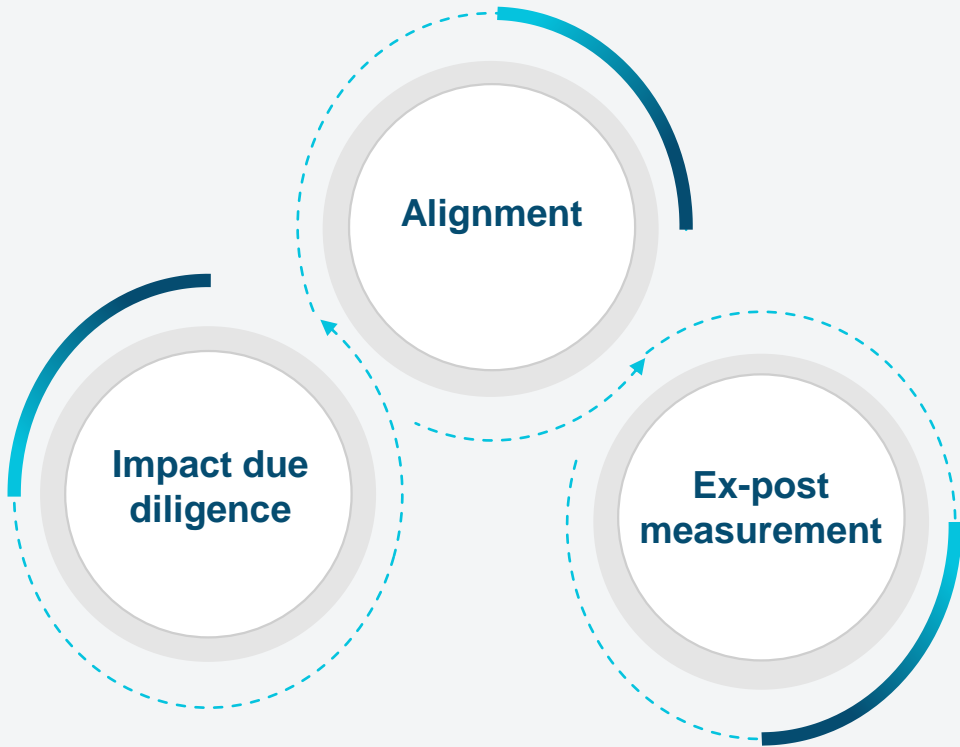 Alignment
Impact due
diligence
Ex-post
measurement